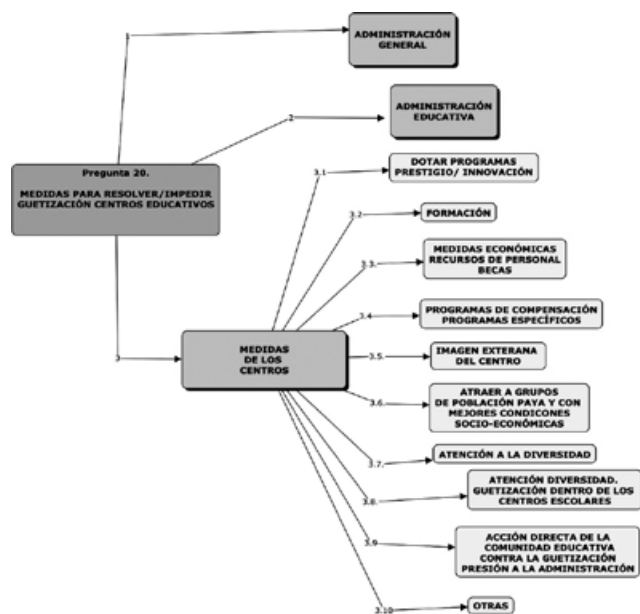 1
ADMINISTRACIÓN
GENERAL
2
ADMINISTRACIÓN
EDUCATIVA
Pregunta 20.
MEDIDAS PARA RESOLVER/IMPEDIR
GUETIZACIÓN CENTROS EDUCATIVOS
3.1
DOTAR PROGRAMAS
PRESTIGIO/ INNOVACIÓN
3.2
FORMACIÓN
3.3.
MEDIDAS ECONÓMICAS
RECURSOS DE PERSONAL
BECAS
3.4
PROGRAMAS DE COMPENSACIÓN
PROGRAMAS ESPECÍFICOS
3
MEDIDAS
DE LOS
CENTROS
3.5.
IMAGEN EXTERANA
DEL CENTRO
3.6.
ATRAER A GRUPOS
DE POBLACIÓN PAYA Y CON
MEJORES CONDICONES
SOCIO-ECONÓMICAS
3.7.
ATENCIÓN A LA DIVERSIDAD
3.8.
ATENCIÓN DIVERSIDAD.
GUETIZACIÓN DENTRO DE LOS
CENTROS ESCOLARES
3.9
ACCIÓN DIRECTA DE LA
COMUNIDAD EDUCATIVA
CONTRA LA GUETIZACIÓN
PRESIÓN A LA ADMINISTRACIÓN
3.10
OTRAS